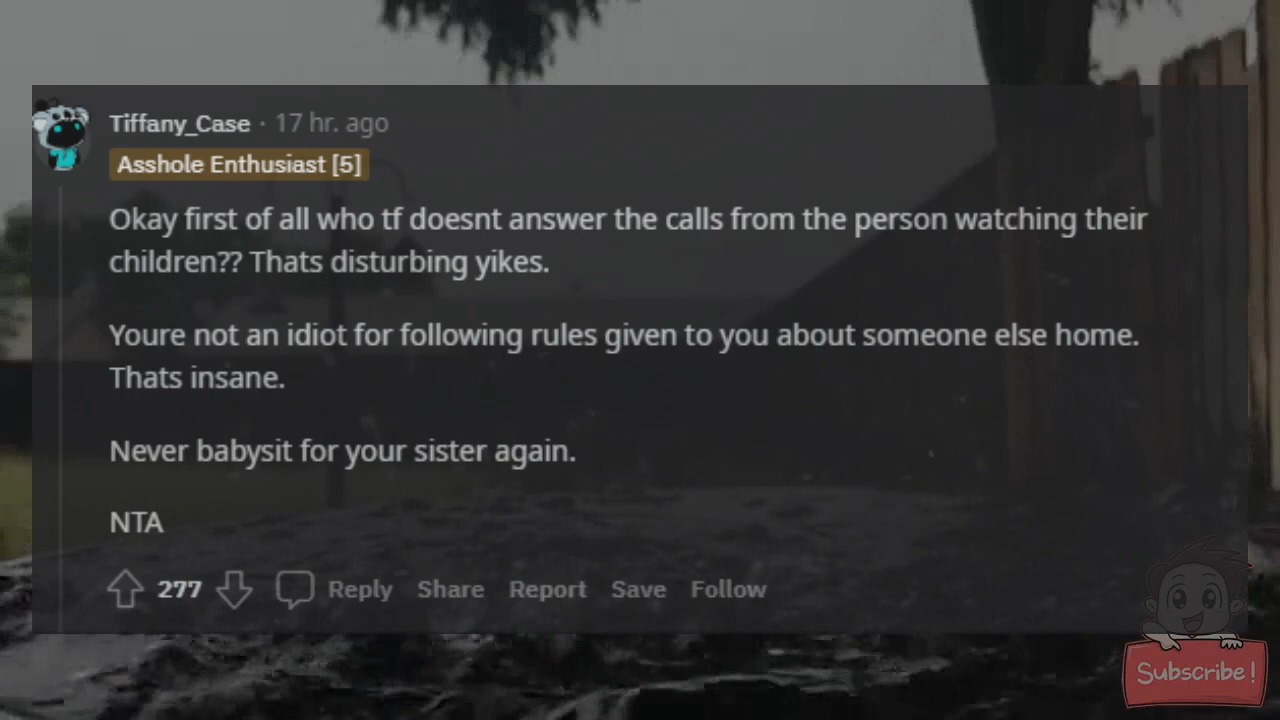 Tiffany_Case · 17 hr. ago
Asshole Enthusiast [5]
Okay first of all who tf doesnt answer the calls from the person watching their
children?? Thats disturbing yikes.
Youre not an idiot for following rules given to you about someone else home.
Thats insane.
Never babysit for your sister again.
NTA
277 Reply Share Report Save Follow
Subscribe!